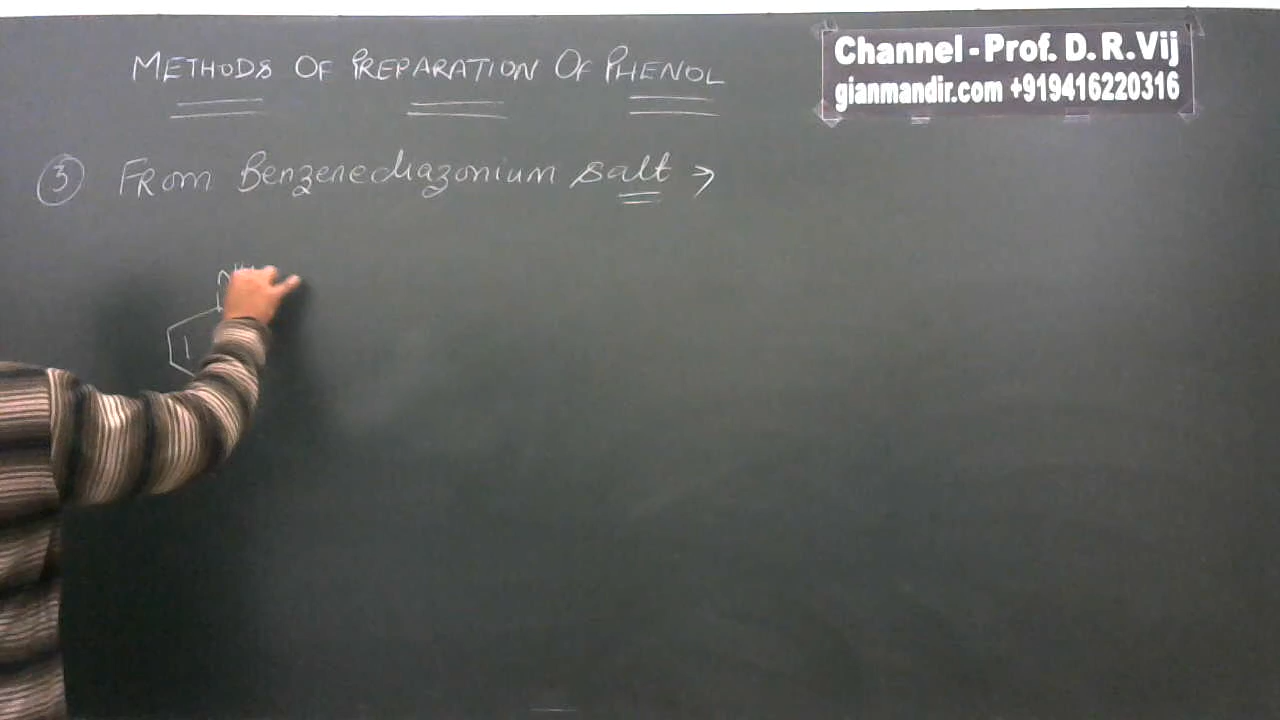 METHODS OF PREPARATION OF PHENOL
Channel - Prof. D. R. Vij
gianmandir.com +919416220316
3 From Benzenediazonium salt →